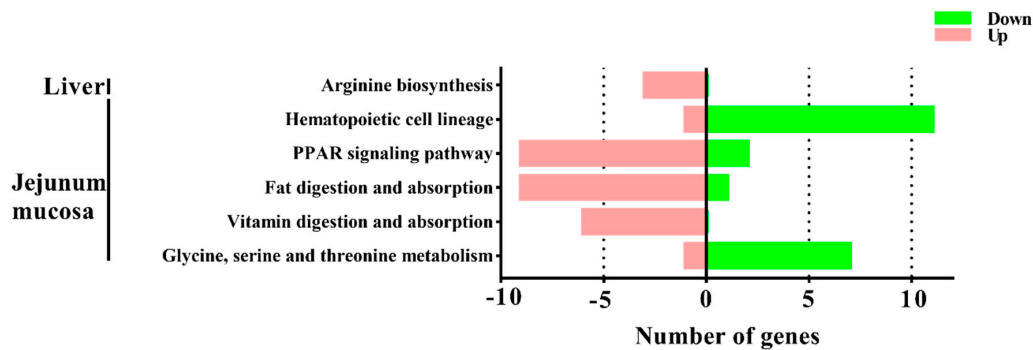 Down
Up
Liver
Arginine biosynthesis
Hematopoietic cell lineage
PPAR signaling pathway
Jejunum
mucosa
Fat digestion and absorption
Vitamin digestion and absorption
Glycine, serine and threonine metabolism
-10 -5 0 5 10
Number of genes